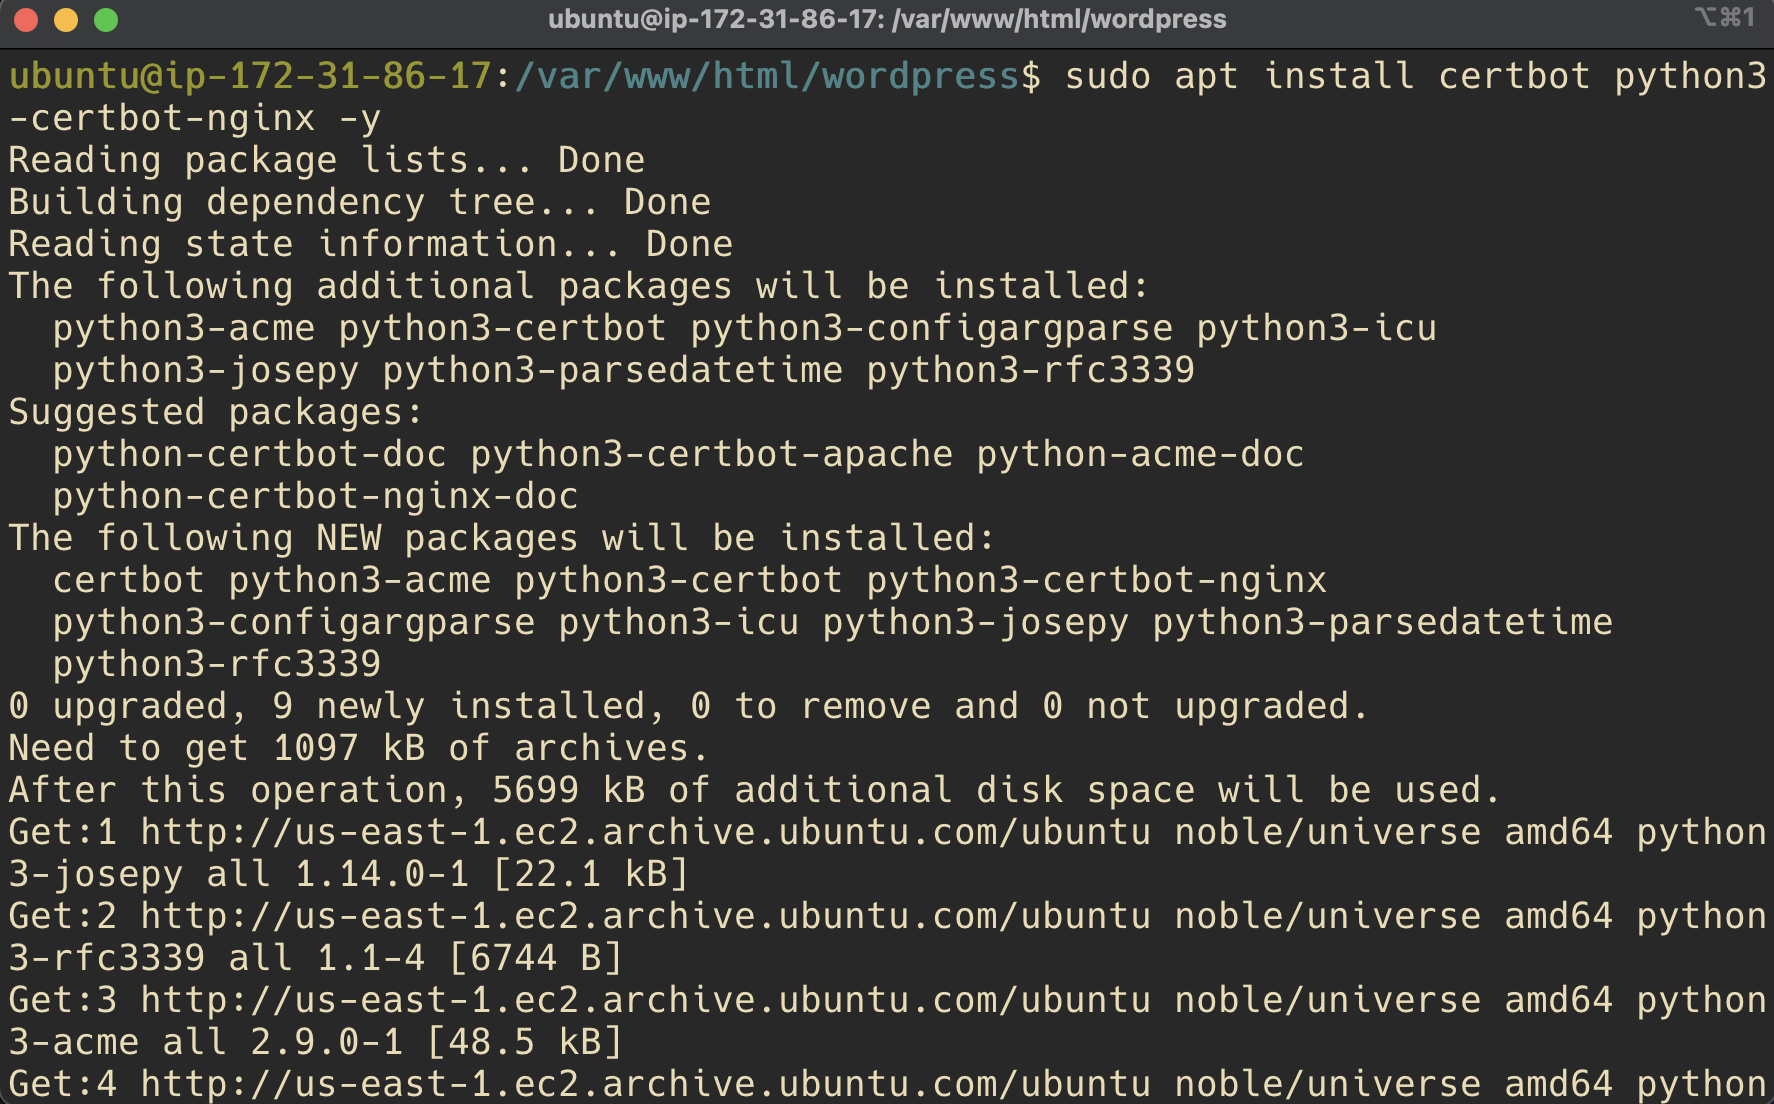 ubuntu@ip-172-31-86-17: /var/www/html/wordpress
⌥⌘1
ubuntu@ip-172-31-86-17:/var/www/html/wordpress$ sudo apt install certbot python3
-certbot-nginx -y
Reading package lists... Done
Building dependency tree... Done
Reading state information... Done
The following additional packages will be installed:
  python3-acme python3-certbot python3-configargparse python3-icu
  python3-josepy python3-parsedatetime python3-rfc3339
Suggested packages:
  python-certbot-doc python3-certbot-apache python-acme-doc
  python-certbot-nginx-doc
The following NEW packages will be installed:
  certbot python3-acme python3-certbot python3-certbot-nginx
  python3-configargparse python3-icu python3-josepy python3-parsedatetime
  python3-rfc3339
0 upgraded, 9 newly installed, 0 to remove and 0 not upgraded.
Need to get 1097 kB of archives.
After this operation, 5699 kB of additional disk space will be used.
Get:1 http://us-east-1.ec2.archive.ubuntu.com/ubuntu noble/universe amd64 python
3-josepy all 1.14.0-1 [22.1 kB]
Get:2 http://us-east-1.ec2.archive.ubuntu.com/ubuntu noble/universe amd64 python
3-rfc3339 all 1.1-4 [6744 B]
Get:3 http://us-east-1.ec2.archive.ubuntu.com/ubuntu noble/universe amd64 python
3-acme all 2.9.0-1 [48.5 kB]
Get:4 http://us-east-1.ec2.archive.ubuntu.com/ubuntu noble/universe amd64 python